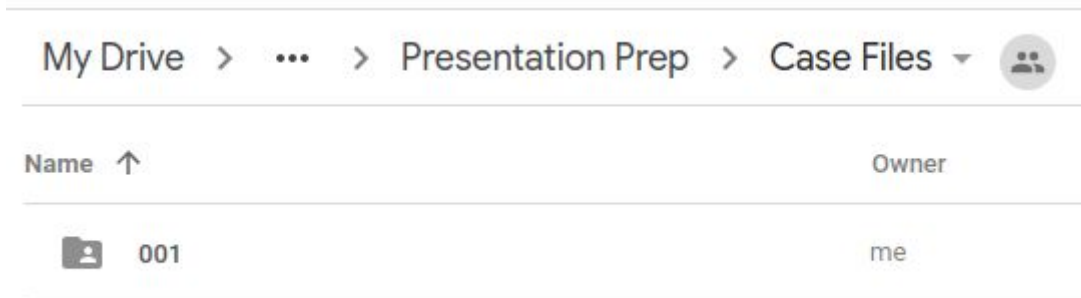 My Drive > ... > Presentation Prep > Case Files
Name ↑ Owner
001 me